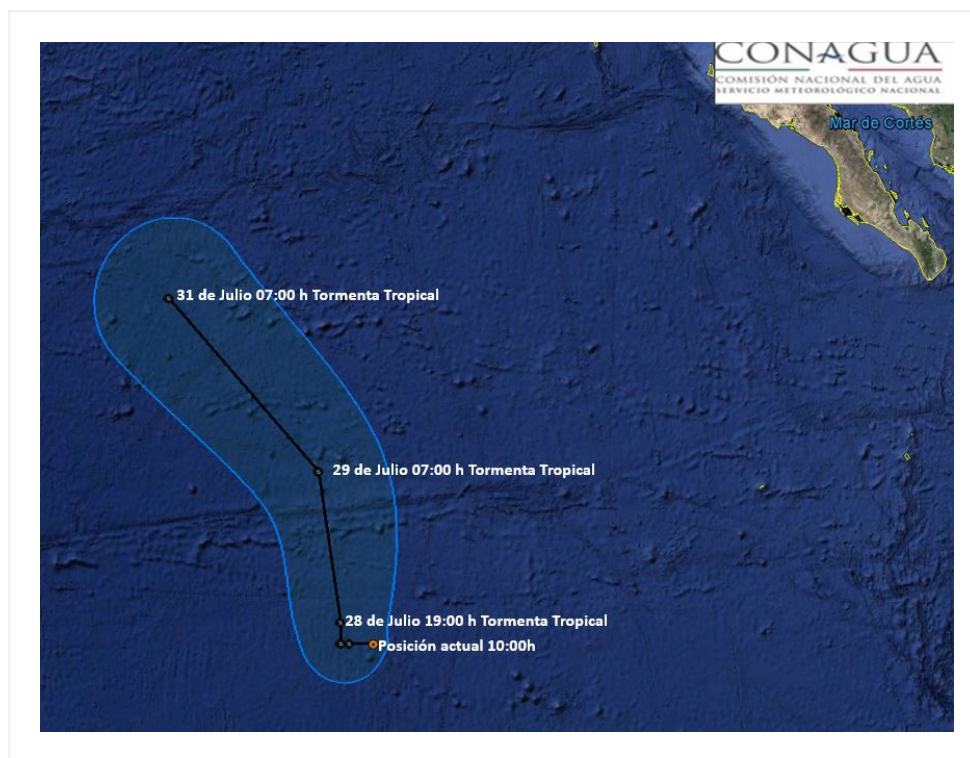 CONAGUA
COMISIÓN NACIONAL DEL AGUA
SERVICIO METEOROLÓGICO NACIONAL
Mar de Cortés
31 de Julio 07:00 h Tormenta Tropical
29 de Julio 07:00 h Tormenta Tropical
28 de Julio 19:00 h Tormenta Tropical
Posición actual 10:00h